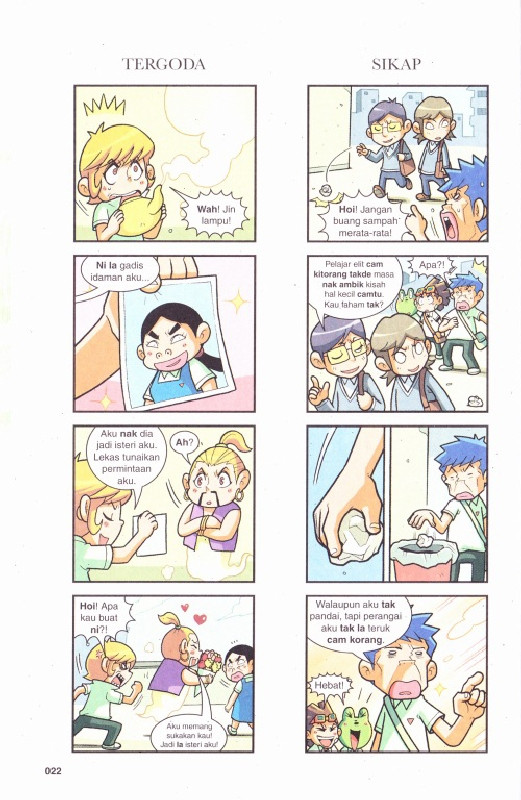 TERGODA
Wah! Jin
lampu!
Ni la gadis
idaman aku...
Aku nak dia
jadi isteri aku.
Lekas tunaikan
permiintaan
aku.
Ah?
Hoi! Apa
kau buat
ni?!
Aku memang
sukakan kau!
Jadi la isteri aku!
SIKAP
Hoi! Jangan
buang sampah
merata-rata!
Pelajar elit cam
kitorang takde masa
nak ambik kisah
hal kecil camtu.
Kau faham tak?
Apa?!
Walaupun aku tak
pandai, tapi perangai
aku tak la teruk
cam korang.
Hebat!
022